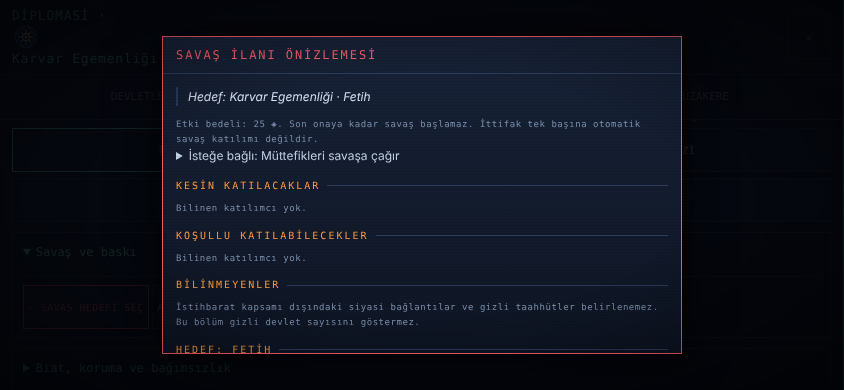 DİPLOMASİ ·
Karvar Egemenliği
SAVAŞ İLANI ÖNİZLEMESİ
Hedef: Karvar Egemenliği · Fetih
Etki bedeli: 25 ◈. Son onaya kadar savaş başlamaz. İttifak tek başına otomatik
savaş katılımı değildir.
▶ İsteğe bağlı: Müttefikleri savaşa çağır
KESİN KATILACAKLAR
Bilinen katılımcı yok.
KOŞULLU KATILABİLECEKLER
Bilinen katılımcı yok.
BİLİNMEYENLER
İstihbarat kapsamı dışındaki siyasi bağlantılar ve gizli taahhütler belirlenemez.
Bu bölüm gizli devlet sayısını göstermez.
HEDEF: FETİH
▼ Savaş ve baskı
SAVAŞ HEDEFİ SEÇ
▶ Biat, koruma ve bağımsızlık